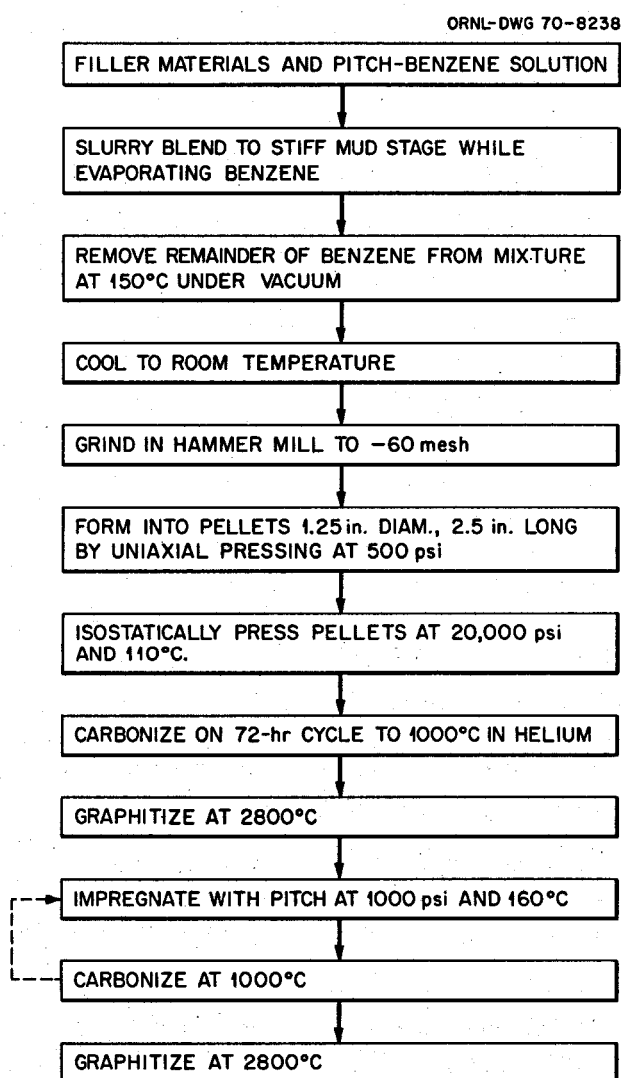 ORNL-DWG 70-8238
FILLER MATERIALS AND PITCH-BENZENE SOLUTION
SLURRY BLEND TO STIFF MUD STAGE WHILE
EVAPORATING BENZENE
REMOVE REMAINDER OF BENZENE FROM MIXTURE
AT 150°C UNDER VACUUM
COOL TO ROOM TEMPERATURE
GRIND IN HAMMER MILL TO −60 mesh
FORM INTO PELLETS 1.25 in. DIAM., 2.5 in. LONG
BY UNIAXIAL PRESSING AT 500 psi
ISOSTATICALLY PRESS PELLETS AT 20,000 psi
AND 110°C.
CARBONIZE ON 72-hr CYCLE TO 1000°C IN HELIUM
GRAPHITIZE AT 2800°C
IMPREGNATE WITH PITCH AT 1000 psi AND 160°C
CARBONIZE AT 1000°C
GRAPHITIZE AT 2800°C